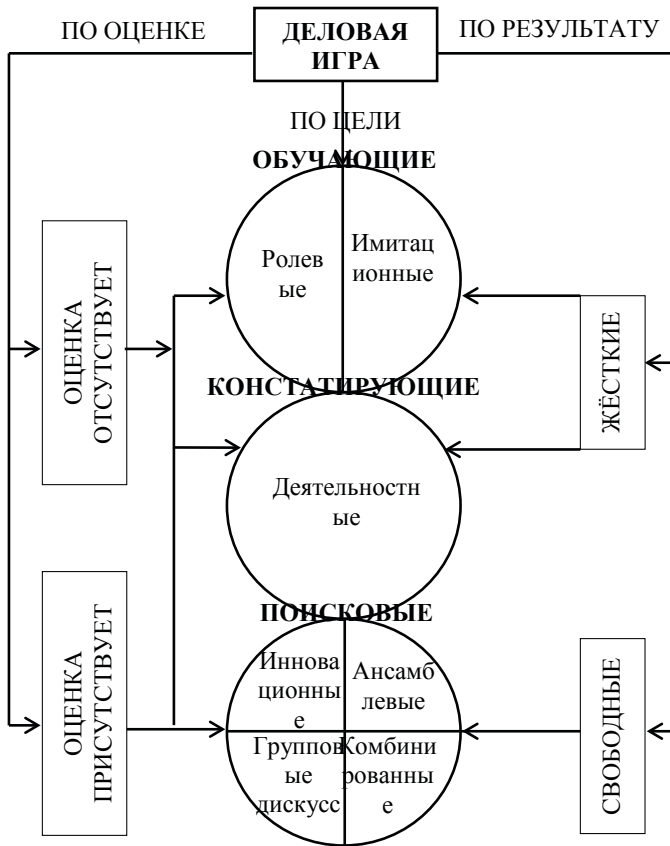 ПО ОЦЕНКЕ
ДЕЛОВАЯ
ИГРА
ПО РЕЗУЛЬТАТУ
ПО ЦЕЛИ
ОБУЧАЮЩИЕ
Ролев
ые
Имитац
ионные
ОЦЕНКА
ОТСУТСТВУЕТ
ЖЁСТКИЕ
КОНСТАТИРУЮЩИЕ
Деятельностн
ые
ПОИСКОВЫЕ
Иннова
ционны
е
Ансамб
левые
ОЦЕНКА
ПРИСУТСТВУЕТ
СВОБОДНЫЕ
Группов
ые
дискусс
Комбини
рованны
е